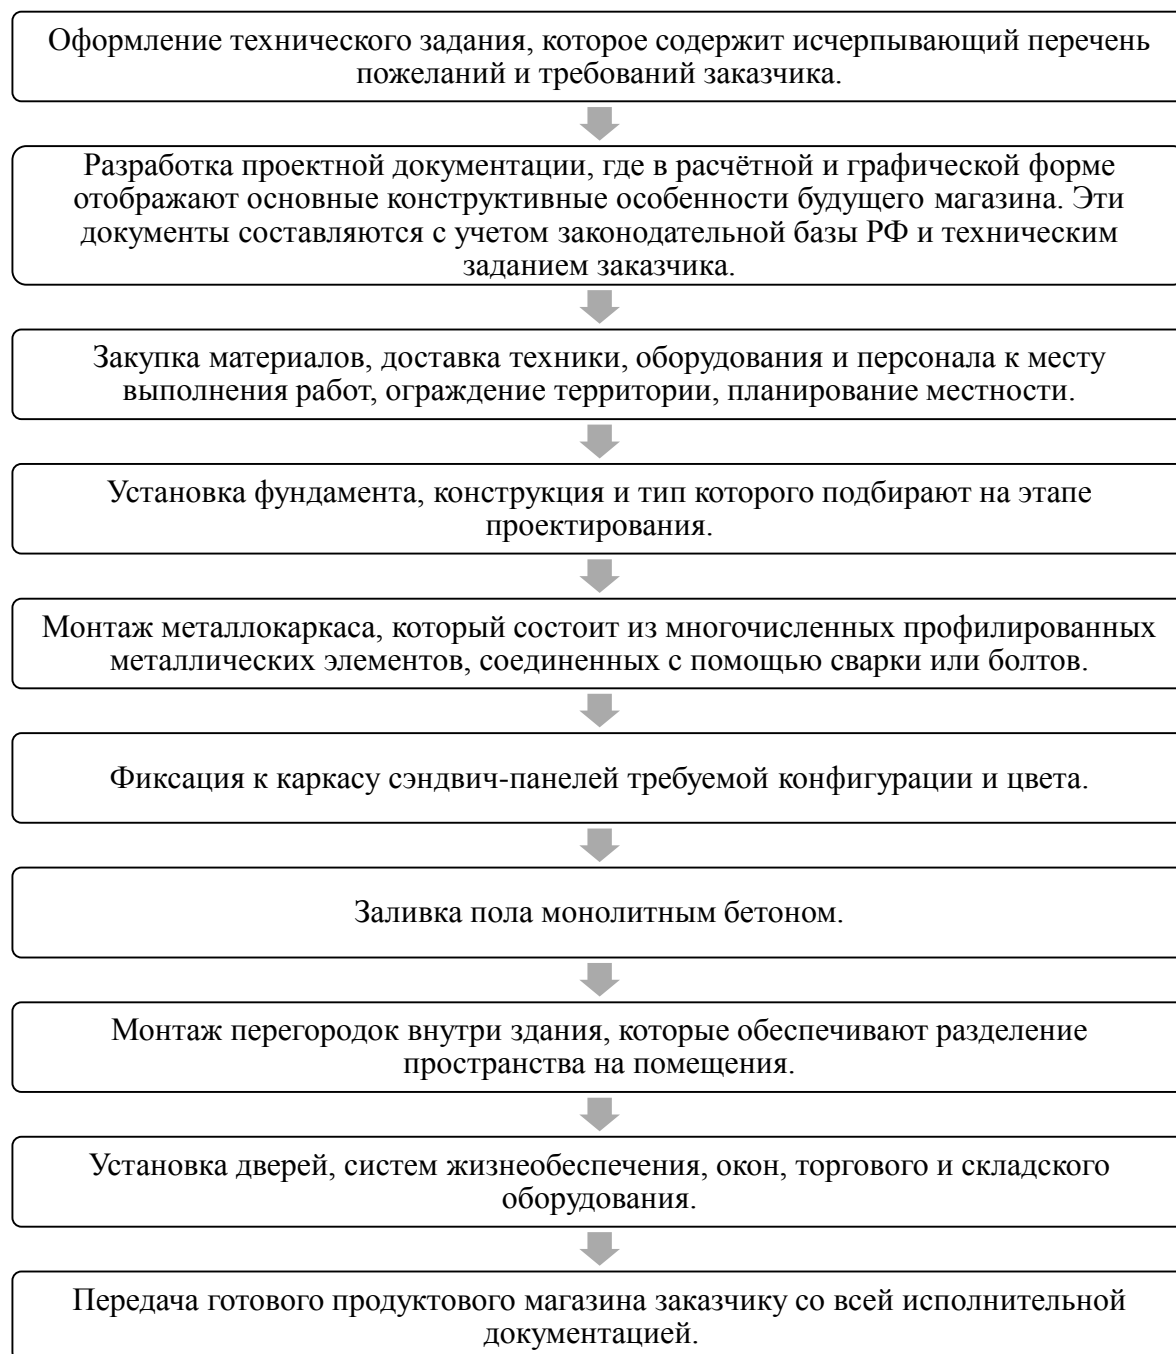 Оформление технического задания, которое содержит исчерпывающий перечень
пожеланий и требований заказчика.
Разработка проектной документации, где в расчётной и графической форме
отображают основные конструктивные особенности будущего магазина. Эти
документы составляются с учетом законодательной базы РФ и техническим
заданием заказчика.
Закупка материалов, доставка техники, оборудования и персонала к месту
выполнения работ, ограждение территории, планирование местности.
Установка фундамента, конструкция и тип которого подбирают на этапе
проектирования.
Монтаж металлокаркаса, который состоит из многочисленных профилированных
металлических элементов, соединенных с помощью сварки или болтов.
Фиксация к каркасу сэндвич-панелей требуемой конфигурации и цвета.
Заливка пола монолитным бетоном.
Монтаж перегородок внутри здания, которые обеспечивают разделение
пространства на помещения.
Установка дверей, систем жизнеобеспечения, окон, торгового и складского
оборудования.
Передача готового продуктового магазина заказчику со всей исполнительной
документацией.